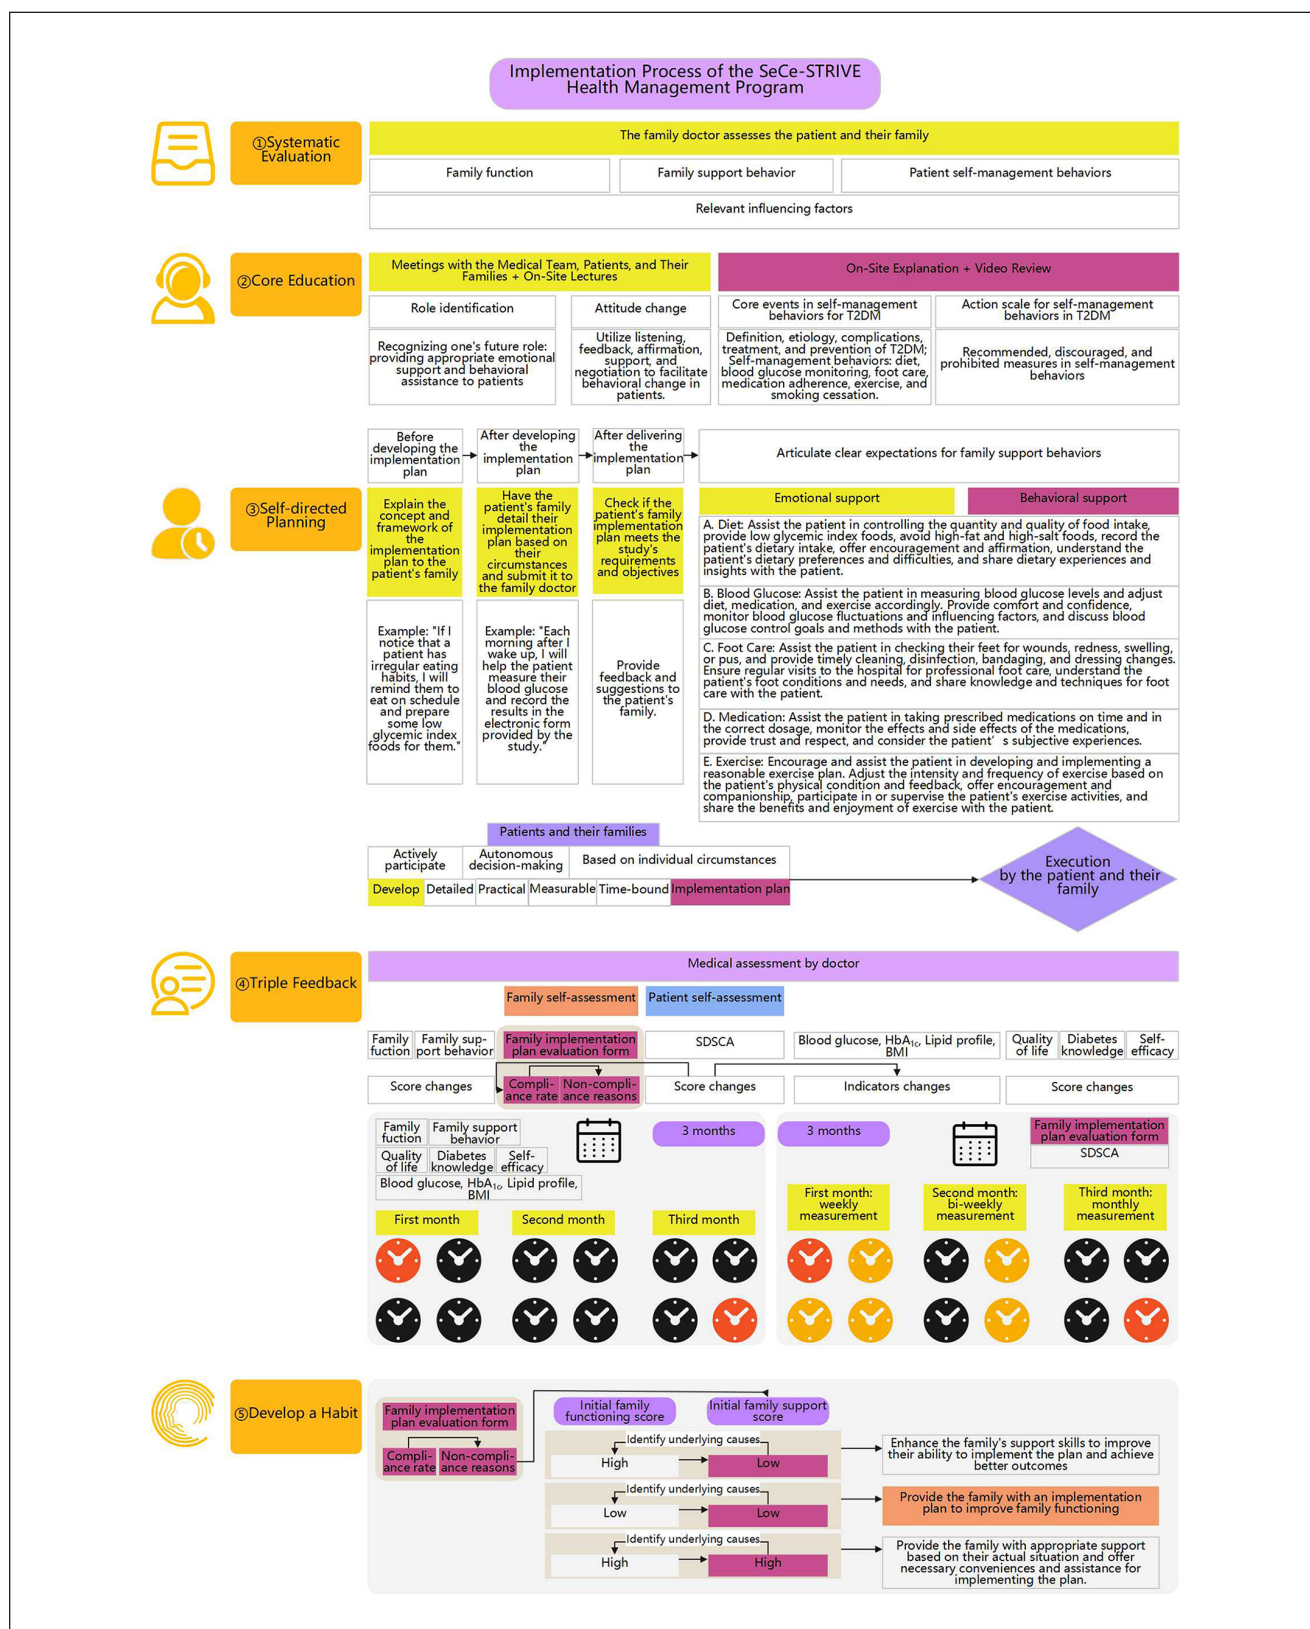 Implementation Process of the SeCe-STRIVE
Health Management Program
①Systematic
Evaluation
The family doctor assesses the patient and their family
Family function
Family support behavior
Patient self-management behaviors
Relevant influencing factors
②Core Education
Meetings with the Medical Team, Patients, and Their
Families + On-Site Lectures
On-Site Explanation + Video Review
Role identification
Attitude change
Core events in self-management
behaviors for T2DM
Action scale for self-management
behaviors in T2DM
Recognizing one's future role:
providing appropriate emotional
support and behavioral
assistance to patients
Utilize listening,
feedback, affirmation,
support, and
negotiation to facilitate
behavioral change in
patients.
Definition, etiology, complications,
treatment, and prevention of T2DM;
Self-management behaviors: diet,
blood glucose monitoring, foot care,
medication adherence, exercise, and
smoking cessation.
Recommended, discouraged, and
prohibited measures in self-management
behaviors
Before
developing the
implementation
plan
After developing
the
implementation
plan
After delivering
the
implementation
plan
Articulate clear expectations for family support behaviors
③Self-directed
Planning
Explain the
concept and
framework of
the
implementation
plan to the
patient's family
Have the
patient's family
detail their
implementation
plan based on
their
circumstances
and submit it to
the family doctor
Check if the
patient's family
implementation
plan meets the
study's
requirements
and objectives
Emotional support
Behavioral support
A. Diet: Assist the patient in controlling the quantity and quality of food intake,
provide low glycemic index foods, avoid high-fat and high-salt foods, record the
patient's dietary intake, offer encouragement and affirmation, understand the
patient's dietary preferences and difficulties, and share dietary experiences and
insights with the patient.
B. Blood Glucose: Assist the patient in measuring blood glucose levels and adjust
diet, medication, and exercise accordingly. Provide comfort and confidence,
monitor blood glucose fluctuations and influencing factors, and discuss blood
glucose control goals and methods with the patient.
Example: "If I
notice that a
patient has
irregular eating
habits, I will
remind them to
eat on schedule
and prepare
some low
glycemic index
foods for them."
Example: "Each
morning after I
wake up, I will
help the patient
measure their
blood glucose
and record the
results in the
electronic form
provided by the
study."
Provide
feedback and
suggestions to
the patient's
family.
C. Foot Care: Assist the patient in checking their feet for wounds, redness, swelling,
or pus, and provide timely cleaning, disinfection, bandaging, and dressing changes.
Ensure regular visits to the hospital for professional foot care, understand the
patient's foot conditions and needs, and share knowledge and techniques for foot
care with the patient.
D. Medication: Assist the patient in taking prescribed medications on time and in
the correct dosage, monitor the effects and side effects of the medications,
provide trust and respect, and consider the patient’ s subjective experiences.
E. Exercise: Encourage and assist the patient in developing and implementing a
reasonable exercise plan. Adjust the intensity and frequency of exercise based on
the patient's physical condition and feedback, offer encouragement and
companionship, participate in or supervise the patient's exercise activities, and
share the benefits and enjoyment of exercise with the patient.
Patients and their families
Actively
participate
Autonomous
decision-making
Based on individual circumstances
Develop
Detailed
Practical
Measurable
Time-bound
Implementation plan
Execution
by the patient and their
family
④Triple Feedback
Medical assessment by doctor
Family self-assessment
Patient self-assessment
Family
fuction
Family sup-
port behavior
Family implementation
plan evaluation form
SDSCA
Blood glucose, HbA1c, Lipid profile,
BMI
Quality
of life
Diabetes
knowledge
Self-
efficacy
Score changes
Compli-
ance rate
Non-compli-
ance reasons
Score changes
Indicators changes
Score changes
Family
fuction
Family support
behavior
Quality
of life
Diabetes
knowledge
Self-
efficacy
Blood glucose, HbA1c, Lipid profile,
BMI
3 months
3 months
Family implementation
plan evaluation form
SDSCA
First month
Second month
Third month
First month:
weekly
measurement
Second month:
bi-weekly
measurement
Third month:
monthly
measurement
⑤Develop a Habit
Family implementation
plan evaluation form
Compli-
ance rate
Non-compli-
ance reasons
Initial family
functioning score
Initial family support
score
Identify underlying causes
High
Low
Enhance the family's support skills to improve
their ability to implement the plan and achieve
better outcomes
Identify underlying causes
Low
Low
Provide the family with an implementation
plan to improve family functioning
Identify underlying causes
High
High
Provide the family with appropriate support
based on their actual situation and offer
necessary conveniences and assistance for
implementing the plan.